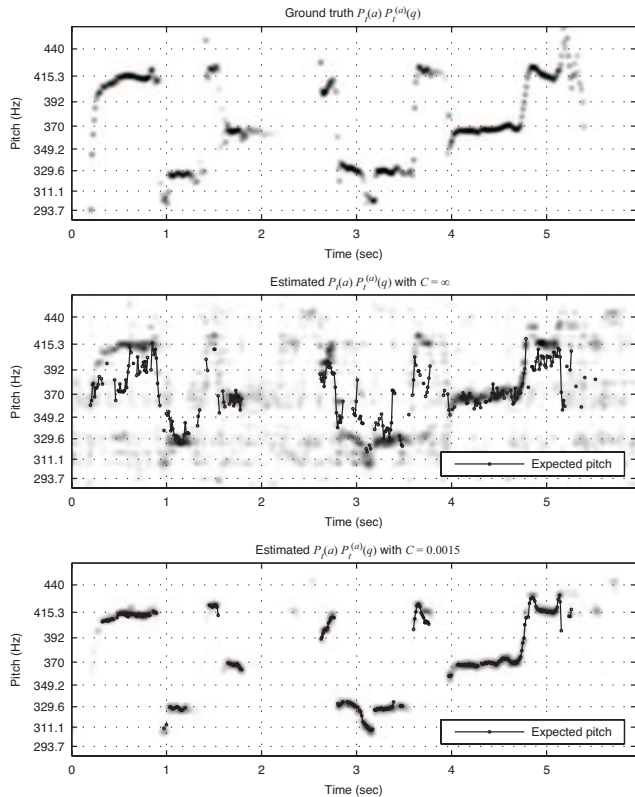 Ground truth P_t(a) P_t^(a)(q)
Pitch (Hz)
440
415.3
392
370
349.2
329.6
311.1
293.7
0 1 2 3 4 5
Time (sec)
Estimated P_t(a) P_t^(a)(q) with C = ∞
Pitch (Hz)
440
415.3
392
370
349.2
329.6
311.1
293.7
Expected pitch
0 1 2 3 4 5
Time (sec)
Estimated P_t(a) P_t^(a)(q) with C = 0.0015
Pitch (Hz)
440
415.3
392
370
349.2
329.6
311.1
293.7
Expected pitch
0 1 2 3 4 5
Time (sec)